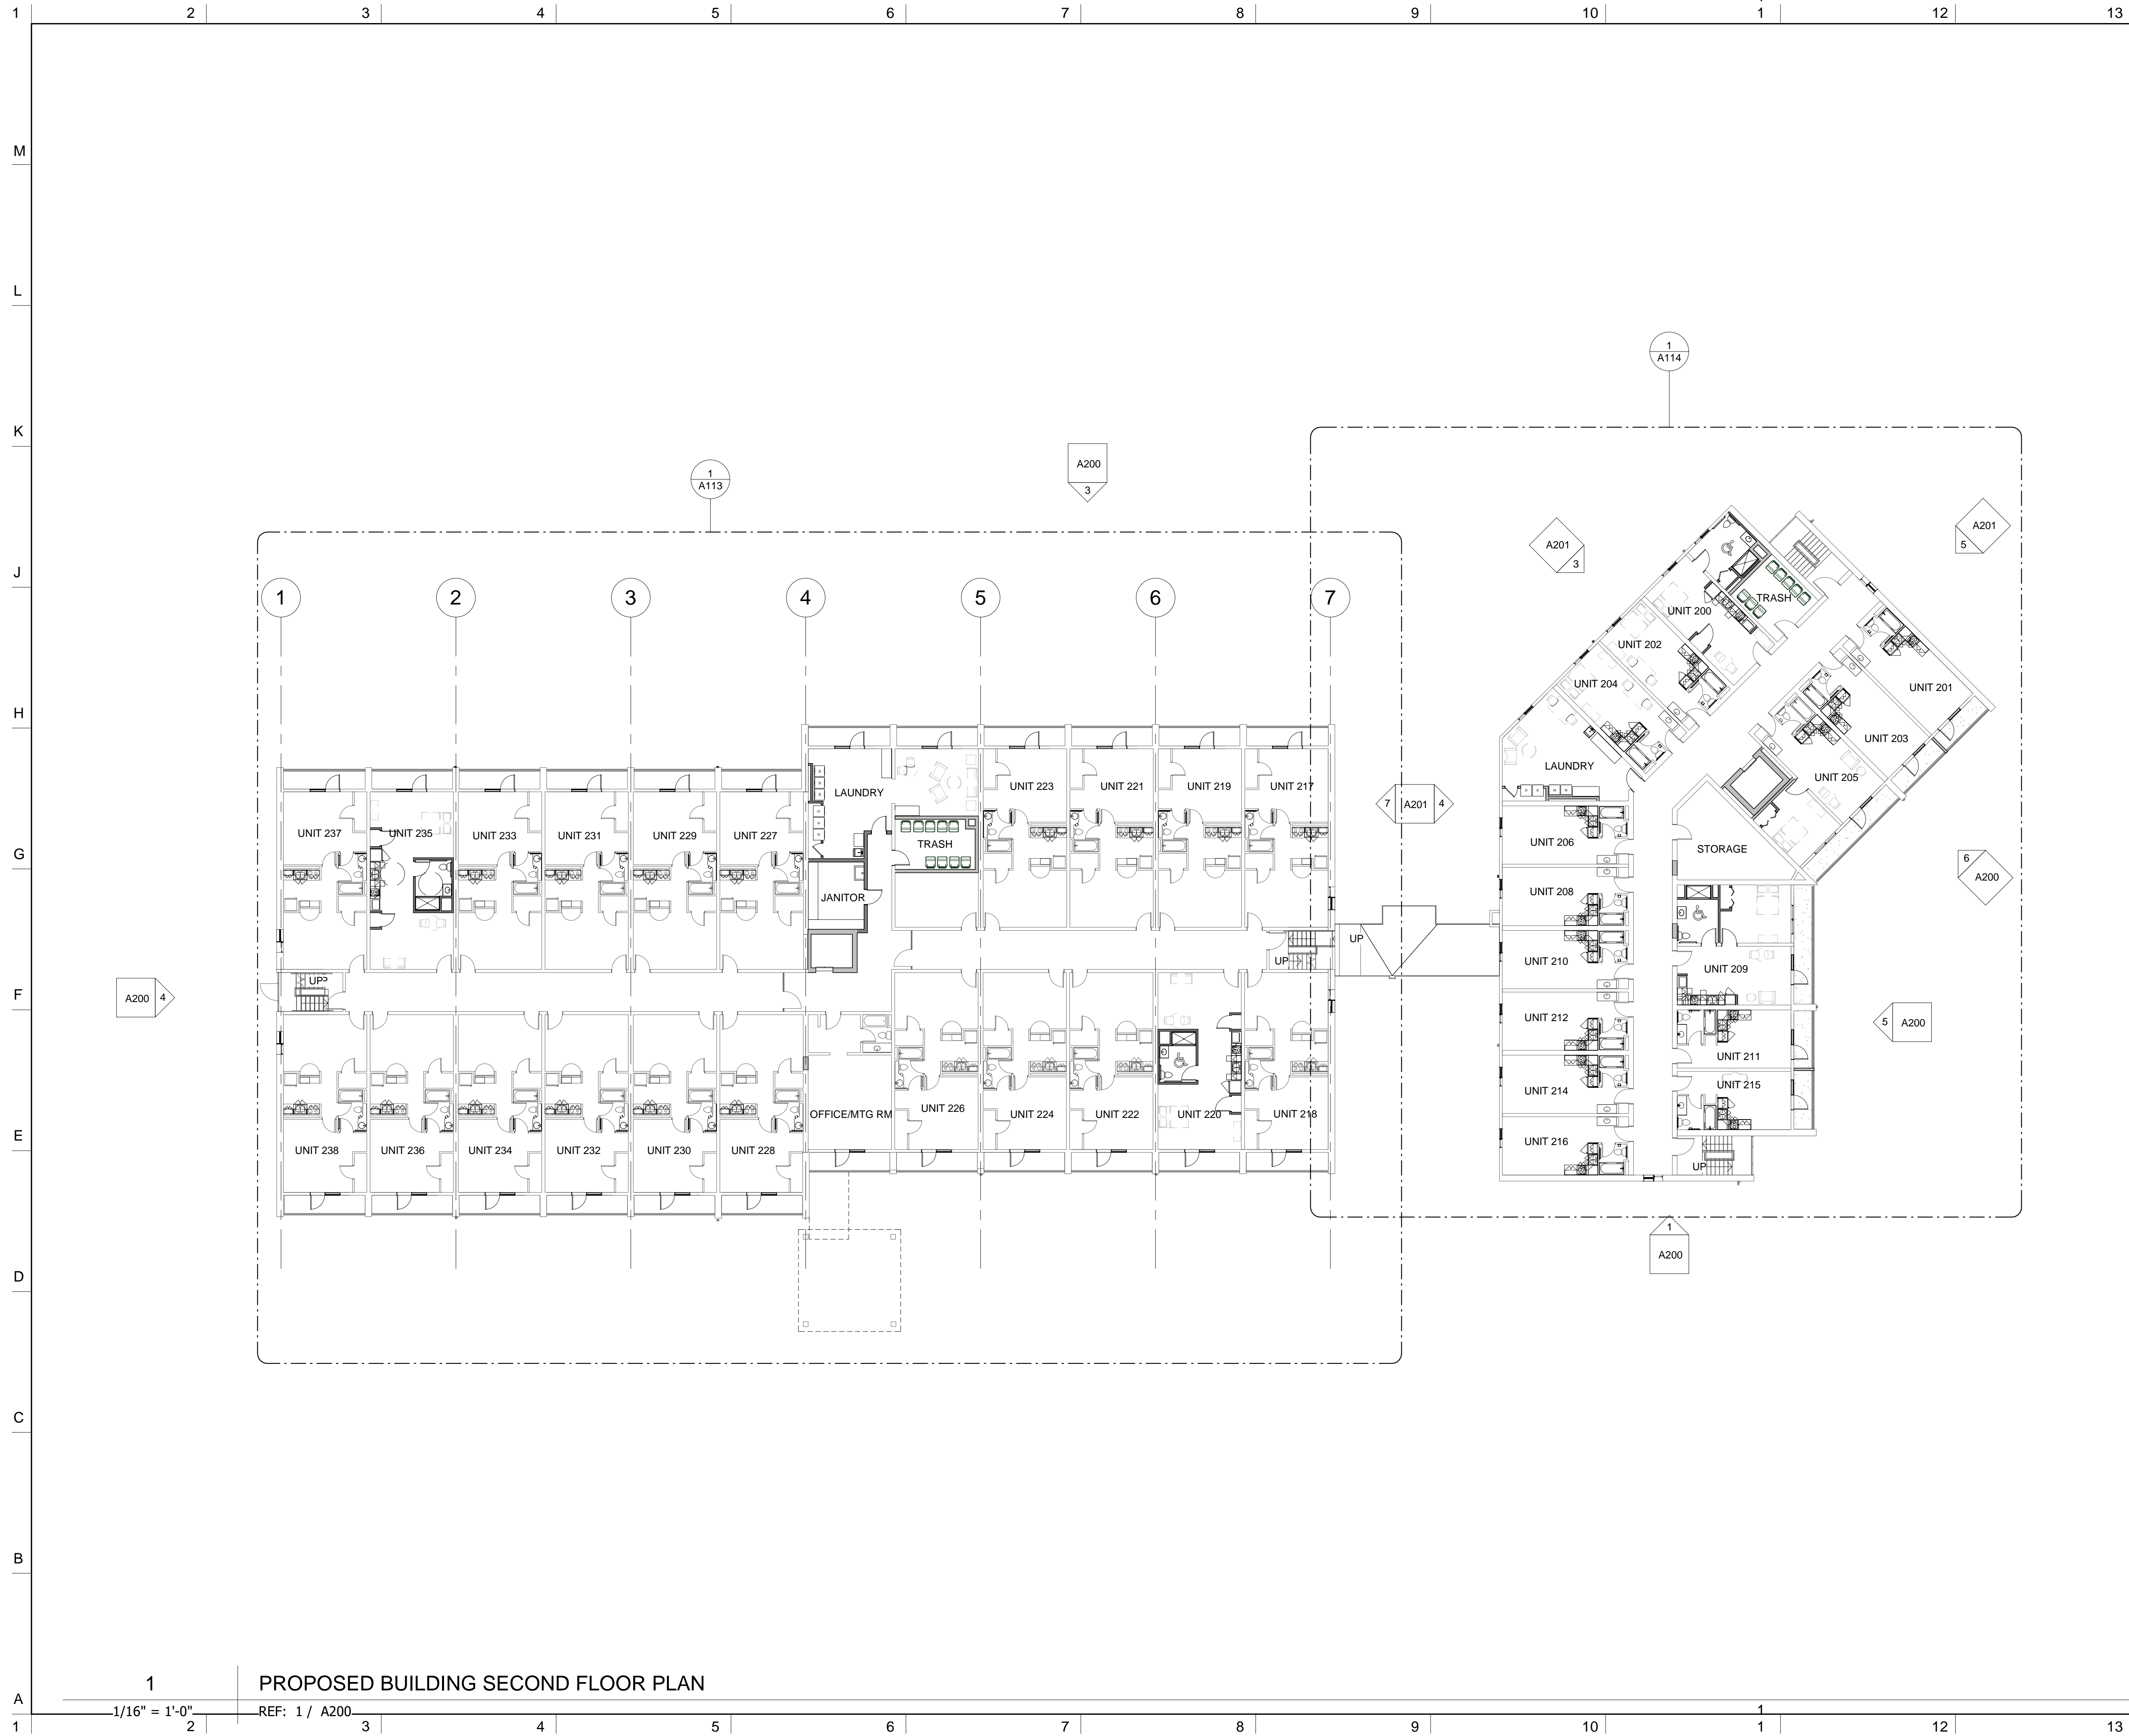 1 2 3 4 5 6 7 8 9 10 1 12 13
M
L
1
A114
K
A200
3
1
A113
A201
3
A201
5
J
1 2 3 4 5 6 7
TRASH
UNIT 200
UNIT 202
UNIT 204
UNIT 201
H
UNIT 203
LAUNDRY
UNIT 205
LAUNDRY
UNIT 223
UNIT 221
UNIT 219
UNIT 217
7 A201 4
UNIT 237
UNIT 235
UNIT 233
UNIT 231
UNIT 229
UNIT 227
TRASH
UNIT 206
STORAGE
G
6
A200
JANITOR
UNIT 208
UP
UNIT 210
UNIT 209
UP
UP
F
A200 4
UNIT 212
5 A200
UNIT 211
UNIT 214
UNIT 215
OFFICE/MTG RM
UNIT 226
UNIT 224
UNIT 222
UNIT 220
UNIT 218
E
UNIT 216
UNIT 238
UNIT 236
UNIT 234
UNIT 232
UNIT 230
UNIT 228
UP
1
A200
D
C
B
1 PROPOSED BUILDING SECOND FLOOR PLAN
A
1/16" = 1'-0" REF: 1 / A200
1
1 2 3 4 5 6 7 8 9 10 1 12 13